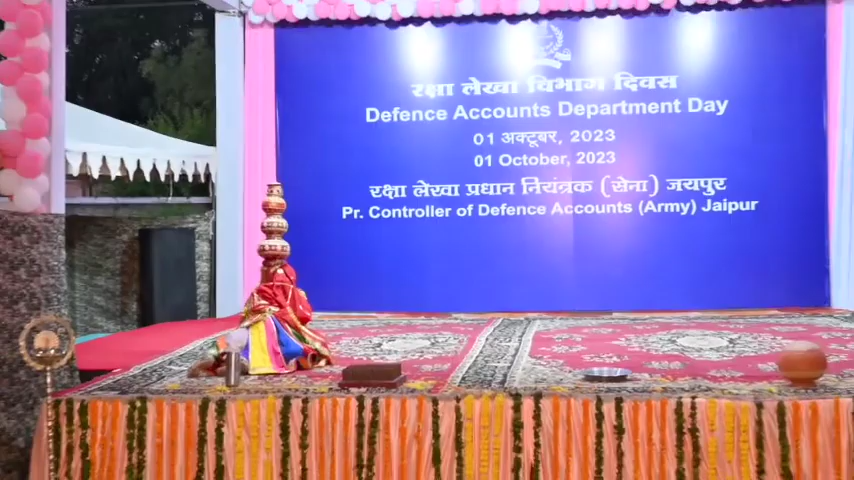 रक्षा लेखा विभाग दिवस
Defence Accounts Department Day
01 अक्टूबर, 2023
01 October, 2023
रक्षा लेखा प्रधान नियंत्रक (सेना) जयपुर
Pr. Controller of Defence Accounts (Army), Jaipur